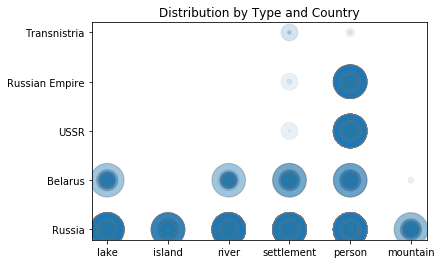 Distribution by Type and Country
Transnistria
Russian Empire
USSR
Belarus
Russia
lake island river settlement person mountain